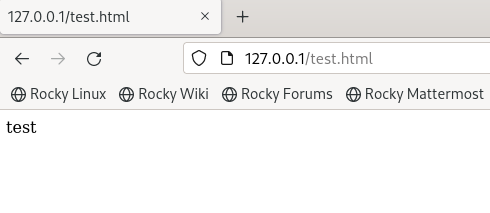 127.0.0.1/test.html
127.0.0.1/test.html
Rocky Linux Rocky Wiki Rocky Forums Rocky Mattermost
test